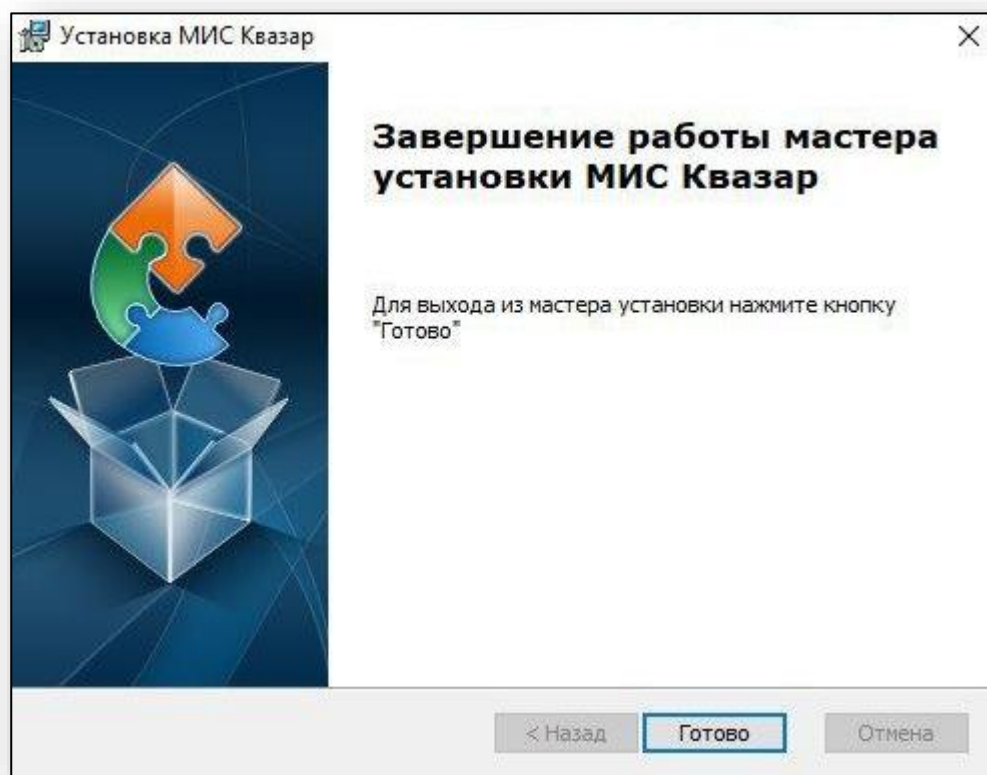 Установка МИС Квазар
Завершение работы мастера
установки МИС Квазар
Для выхода из мастера установки нажмите кнопку
"Готово"
< Назад
Готово
Отмена